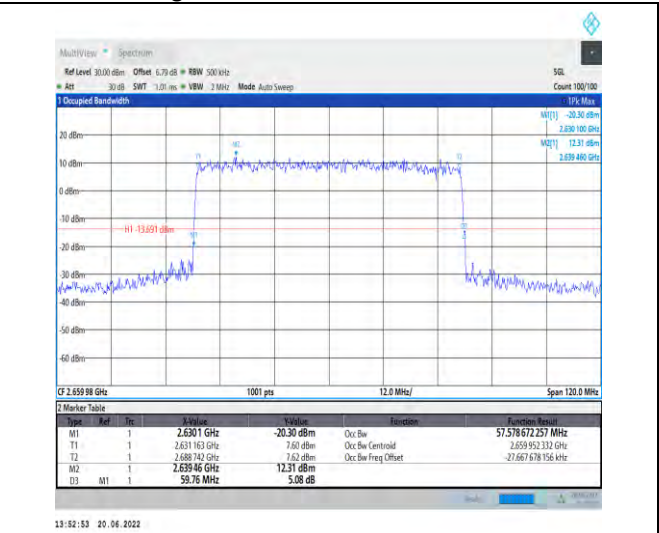 MultiView Spectrum
Ref Level 30.00 dBm Offset 6.79 dB RBW 500 kHz SGL
Att 30 dB SWT 1.01 ms VBW 2 MHz Mode Auto Sweep Count 100/100
1 Occupied Bandwidth 1Pk Max
M1[1] -20.30 dBm
2.630 100 GHz
M2[1] 12.31 dBm
2.639 460 GHz
20 dBm
M2
T1 T2
10 dBm
0 dBm
-10 dBm
H1 -13.691 dBm
M1
-20 dBm
-30 dBm
-40 dBm
-50 dBm
-60 dBm
CF 2.659 98 GHz 1001 pts 12.0 MHz/ Span 120.0 MHz
2 Marker Table
Type Ref Trc X-Value Y-Value Function Function Result
M1 1 2.6301 GHz -20.30 dBm Occ Bw 57.578 672 257 MHz
T1 1 2.631 163 GHz 7.60 dBm Occ Bw Centroid 2.659 952 332 GHz
T2 1 2.688 742 GHz 7.62 dBm Occ Bw Freq Offset -27.667 678 156 kHz
M2 1 2.639 46 GHz 12.31 dBm
D3 M1 1 59.76 MHz 5.08 dB
13:52:53 20.06.2022